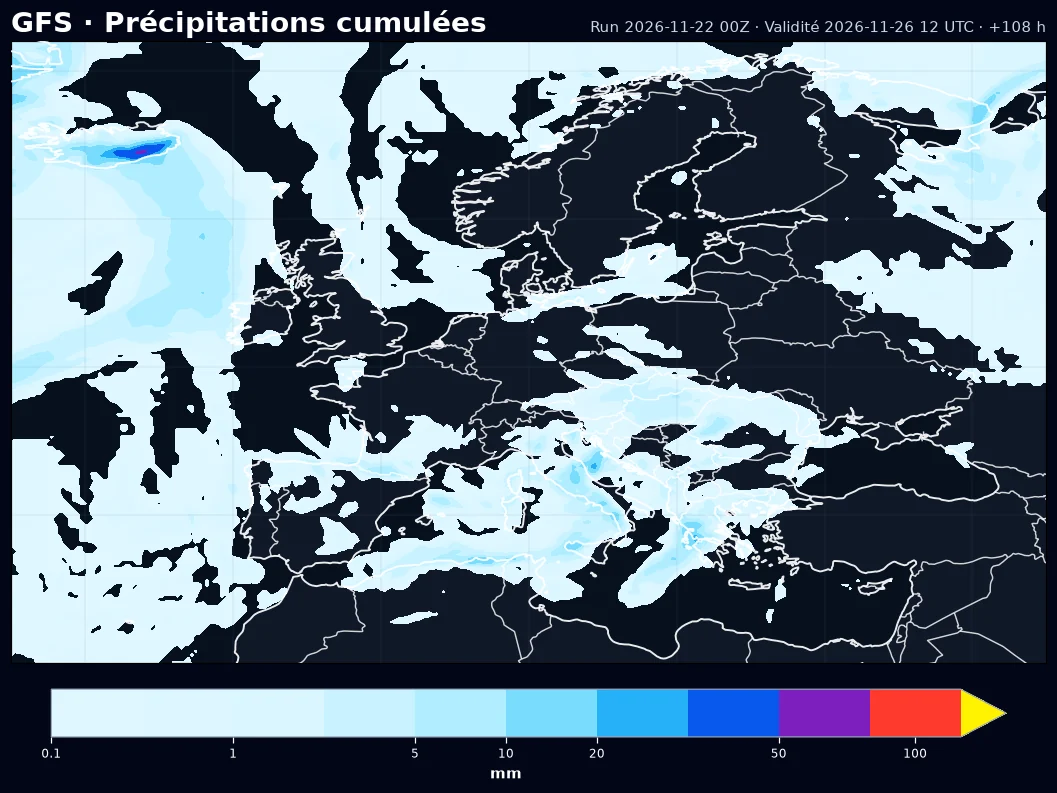 GFS · Précipitations cumulées
Run 2026-11-22 00Z · Validité 2026-11-26 12 UTC · +108 h
0.1 1 5 10 20 50 100
mm